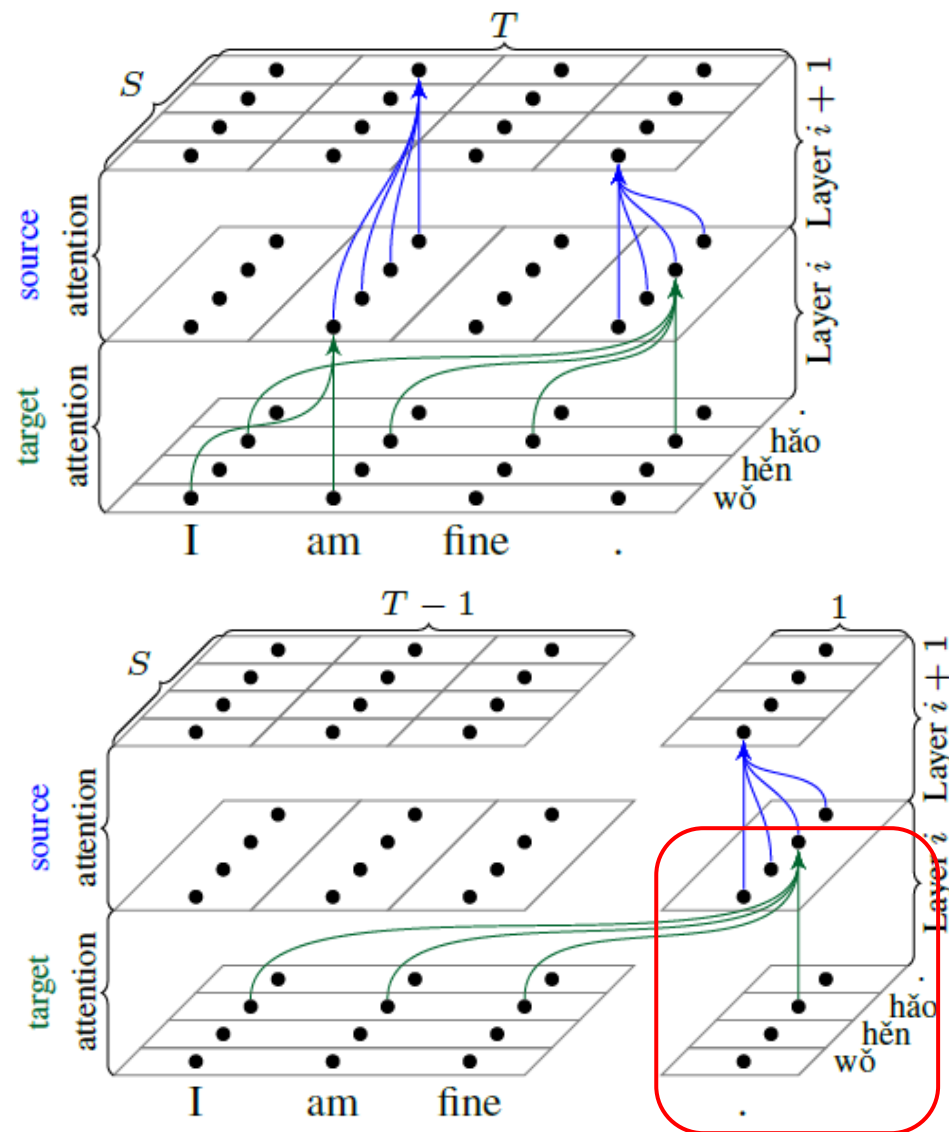 T
S
Layer i + 1
source
attention
Layer i
target
attention
.
hǎo
hěn
wǒ
I am fine .
T − 1
1
S
Layer i + 1
source
attention
Layer i
target
attention
.
hǎo
hěn
wǒ
I am fine .